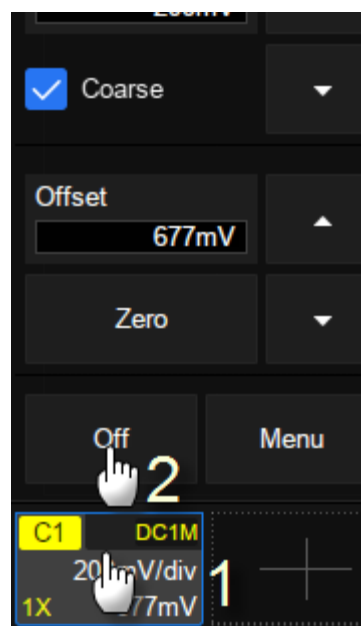 Coarse
Offset
677mV
Zero
Off
Menu
2
C1
DC1M
1
1X